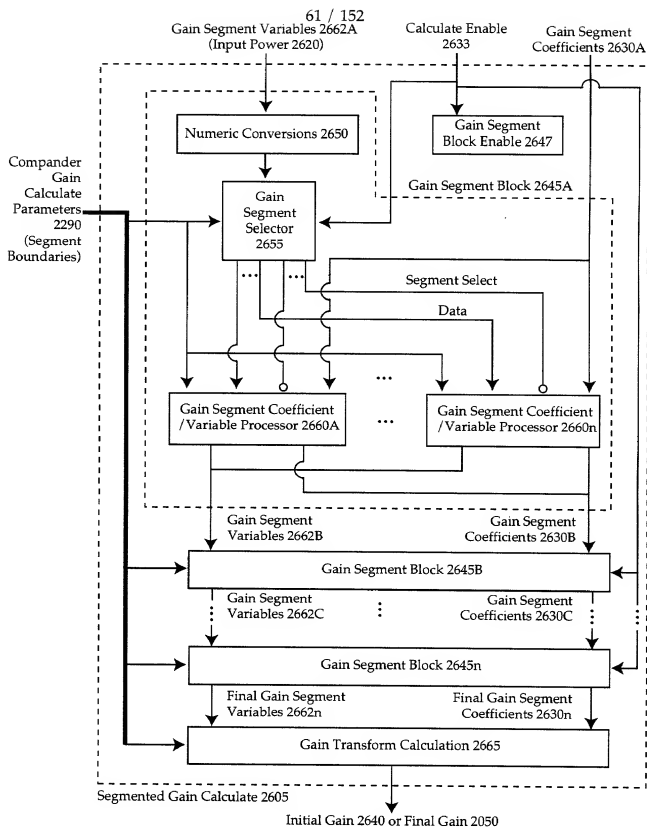 61 / 152
Gain Segment Variables 2662A
(Input Power 2620)
Calculate Enable
2633
Gain Segment
Coefficients 2630A
Numeric Conversions 2650
Gain Segment
Block Enable 2647
Compander
Gain
Calculate
Parameters
2290
(Segment
Boundaries)
Gain
Segment
Selector
2655
Gain Segment Block 2645A
...
...
Segment Select
Data
...
Gain Segment Coefficient
/Variable Processor 2660A
...
Gain Segment Coefficient
/Variable Processor 2660n
Gain Segment
Variables 2662B
Gain Segment
Coefficients 2630B
Gain Segment Block 2645B
Gain Segment
Variables 2662C
Gain Segment
Coefficients 2630C
Gain Segment Block 2645n
Final Gain Segment
Variables 2662n
Final Gain Segment
Coefficients 2630n
Gain Transform Calculation 2665
Segmented Gain Calculate 2605
Initial Gain 2640 or Final Gain 2050